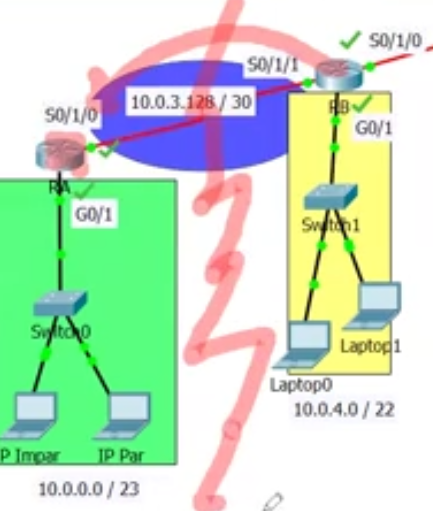 S0/1/0
S0/1/1
10.0.3.128 / 30
RB
S0/1/0
G0/1
RA
G0/1
Switch1
Switch0
Laptop1
Laptop0
10.0.4.0 / 22
P Impar
IP Par
10.0.0.0 / 23